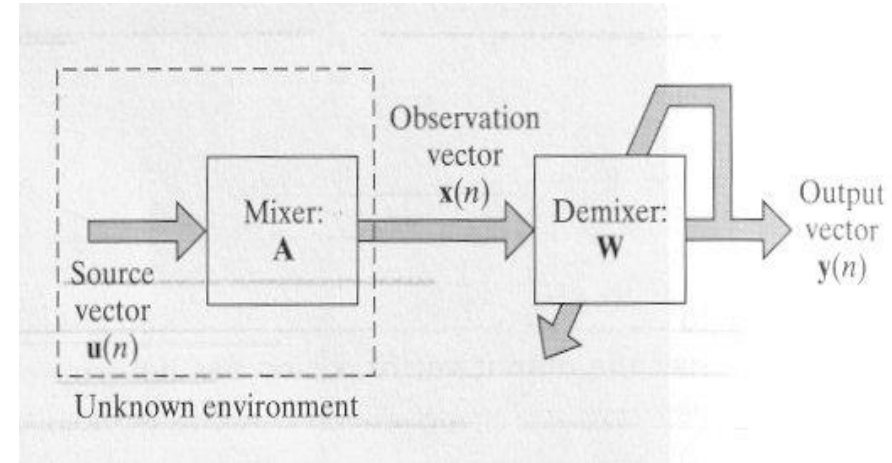 Source
vector
u(n)
Mixer:
A
Observation
vector
x(n)
Demixer:
W
Output
vector
y(n)
Unknown environment